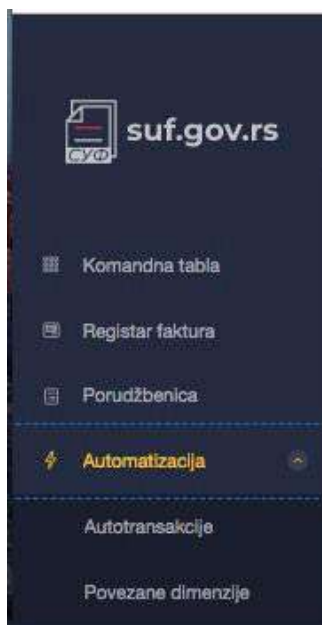 suf.gov.rs
СУФ
Komandna tabla
Registar faktura
Porudžbenica
Automatizacija
Autotransakcije
Povezane dimenzije